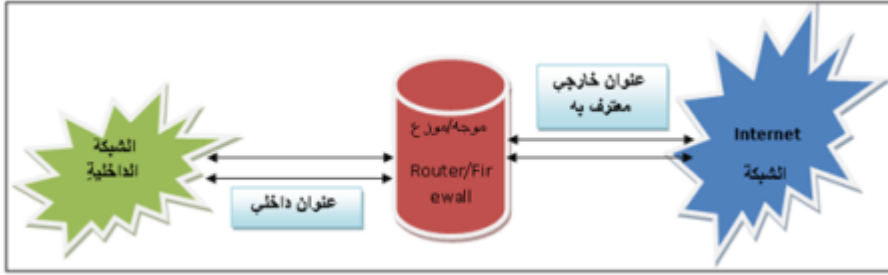 عنوان خارجي
معترف به
موجه/موزع
Router/Fir
ewall
Internet
الشبكة
الشبكة
الداخلية
عنوان داخلي